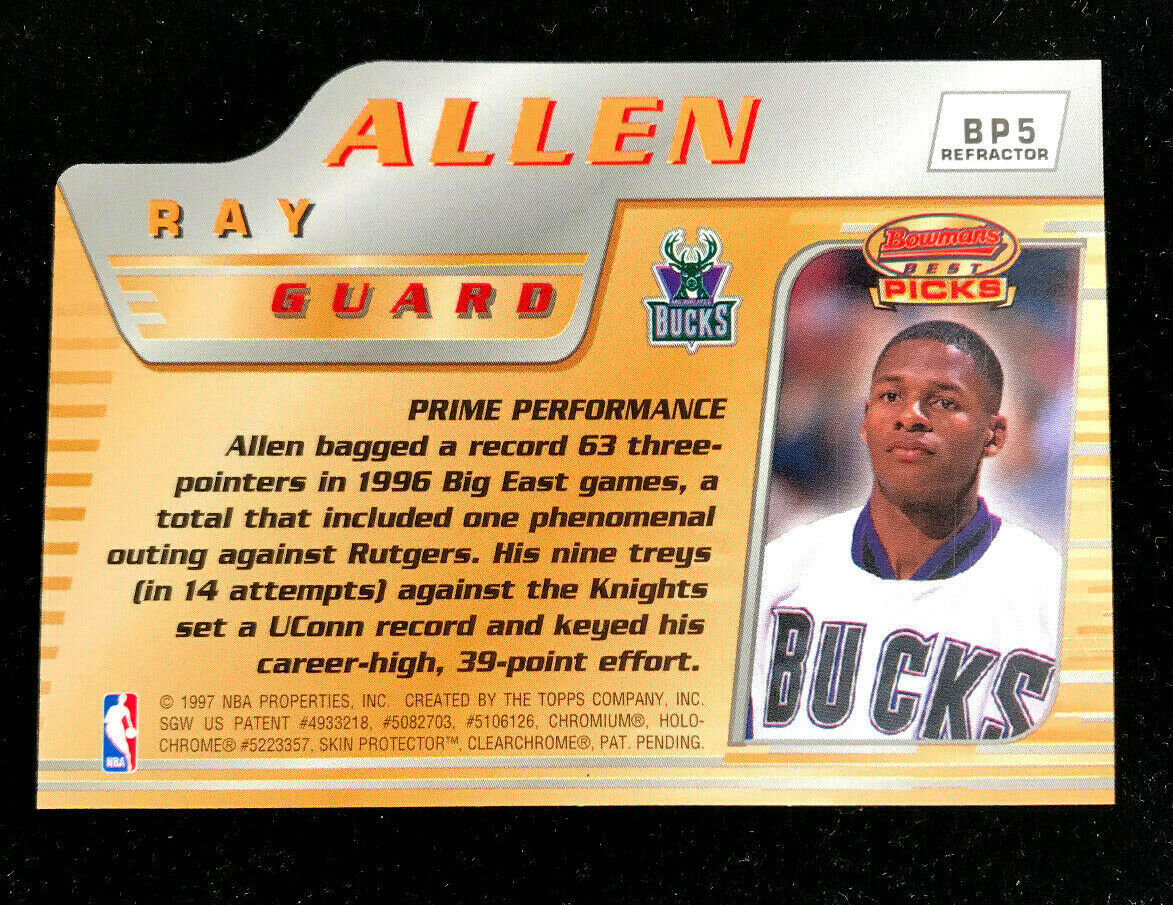 ALLEN
RAY
GUARD
BP5
REFRACTOR
Bowman's
BEST
PICKS
BUCKS
PRIME PERFORMANCE
Allen bagged a record 63 three-
pointers in 1996 Big East games, a
total that included one phenomenal
outing against Rutgers. His nine treys
(in 14 attempts) against the Knights
set a UConn record and keyed his
career-high, 39-point effort.
BUCKS
© 1997 NBA PROPERTIES, INC. CREATED BY THE TOPPS COMPANY, INC.
SGW US PATENT #4933218, #5082703, #5106126. CHROMIUM®, HOLO-
CHROME® #5223357. SKIN PROTECTOR™, CLEARCHROME®, PAT. PENDING.
NBA